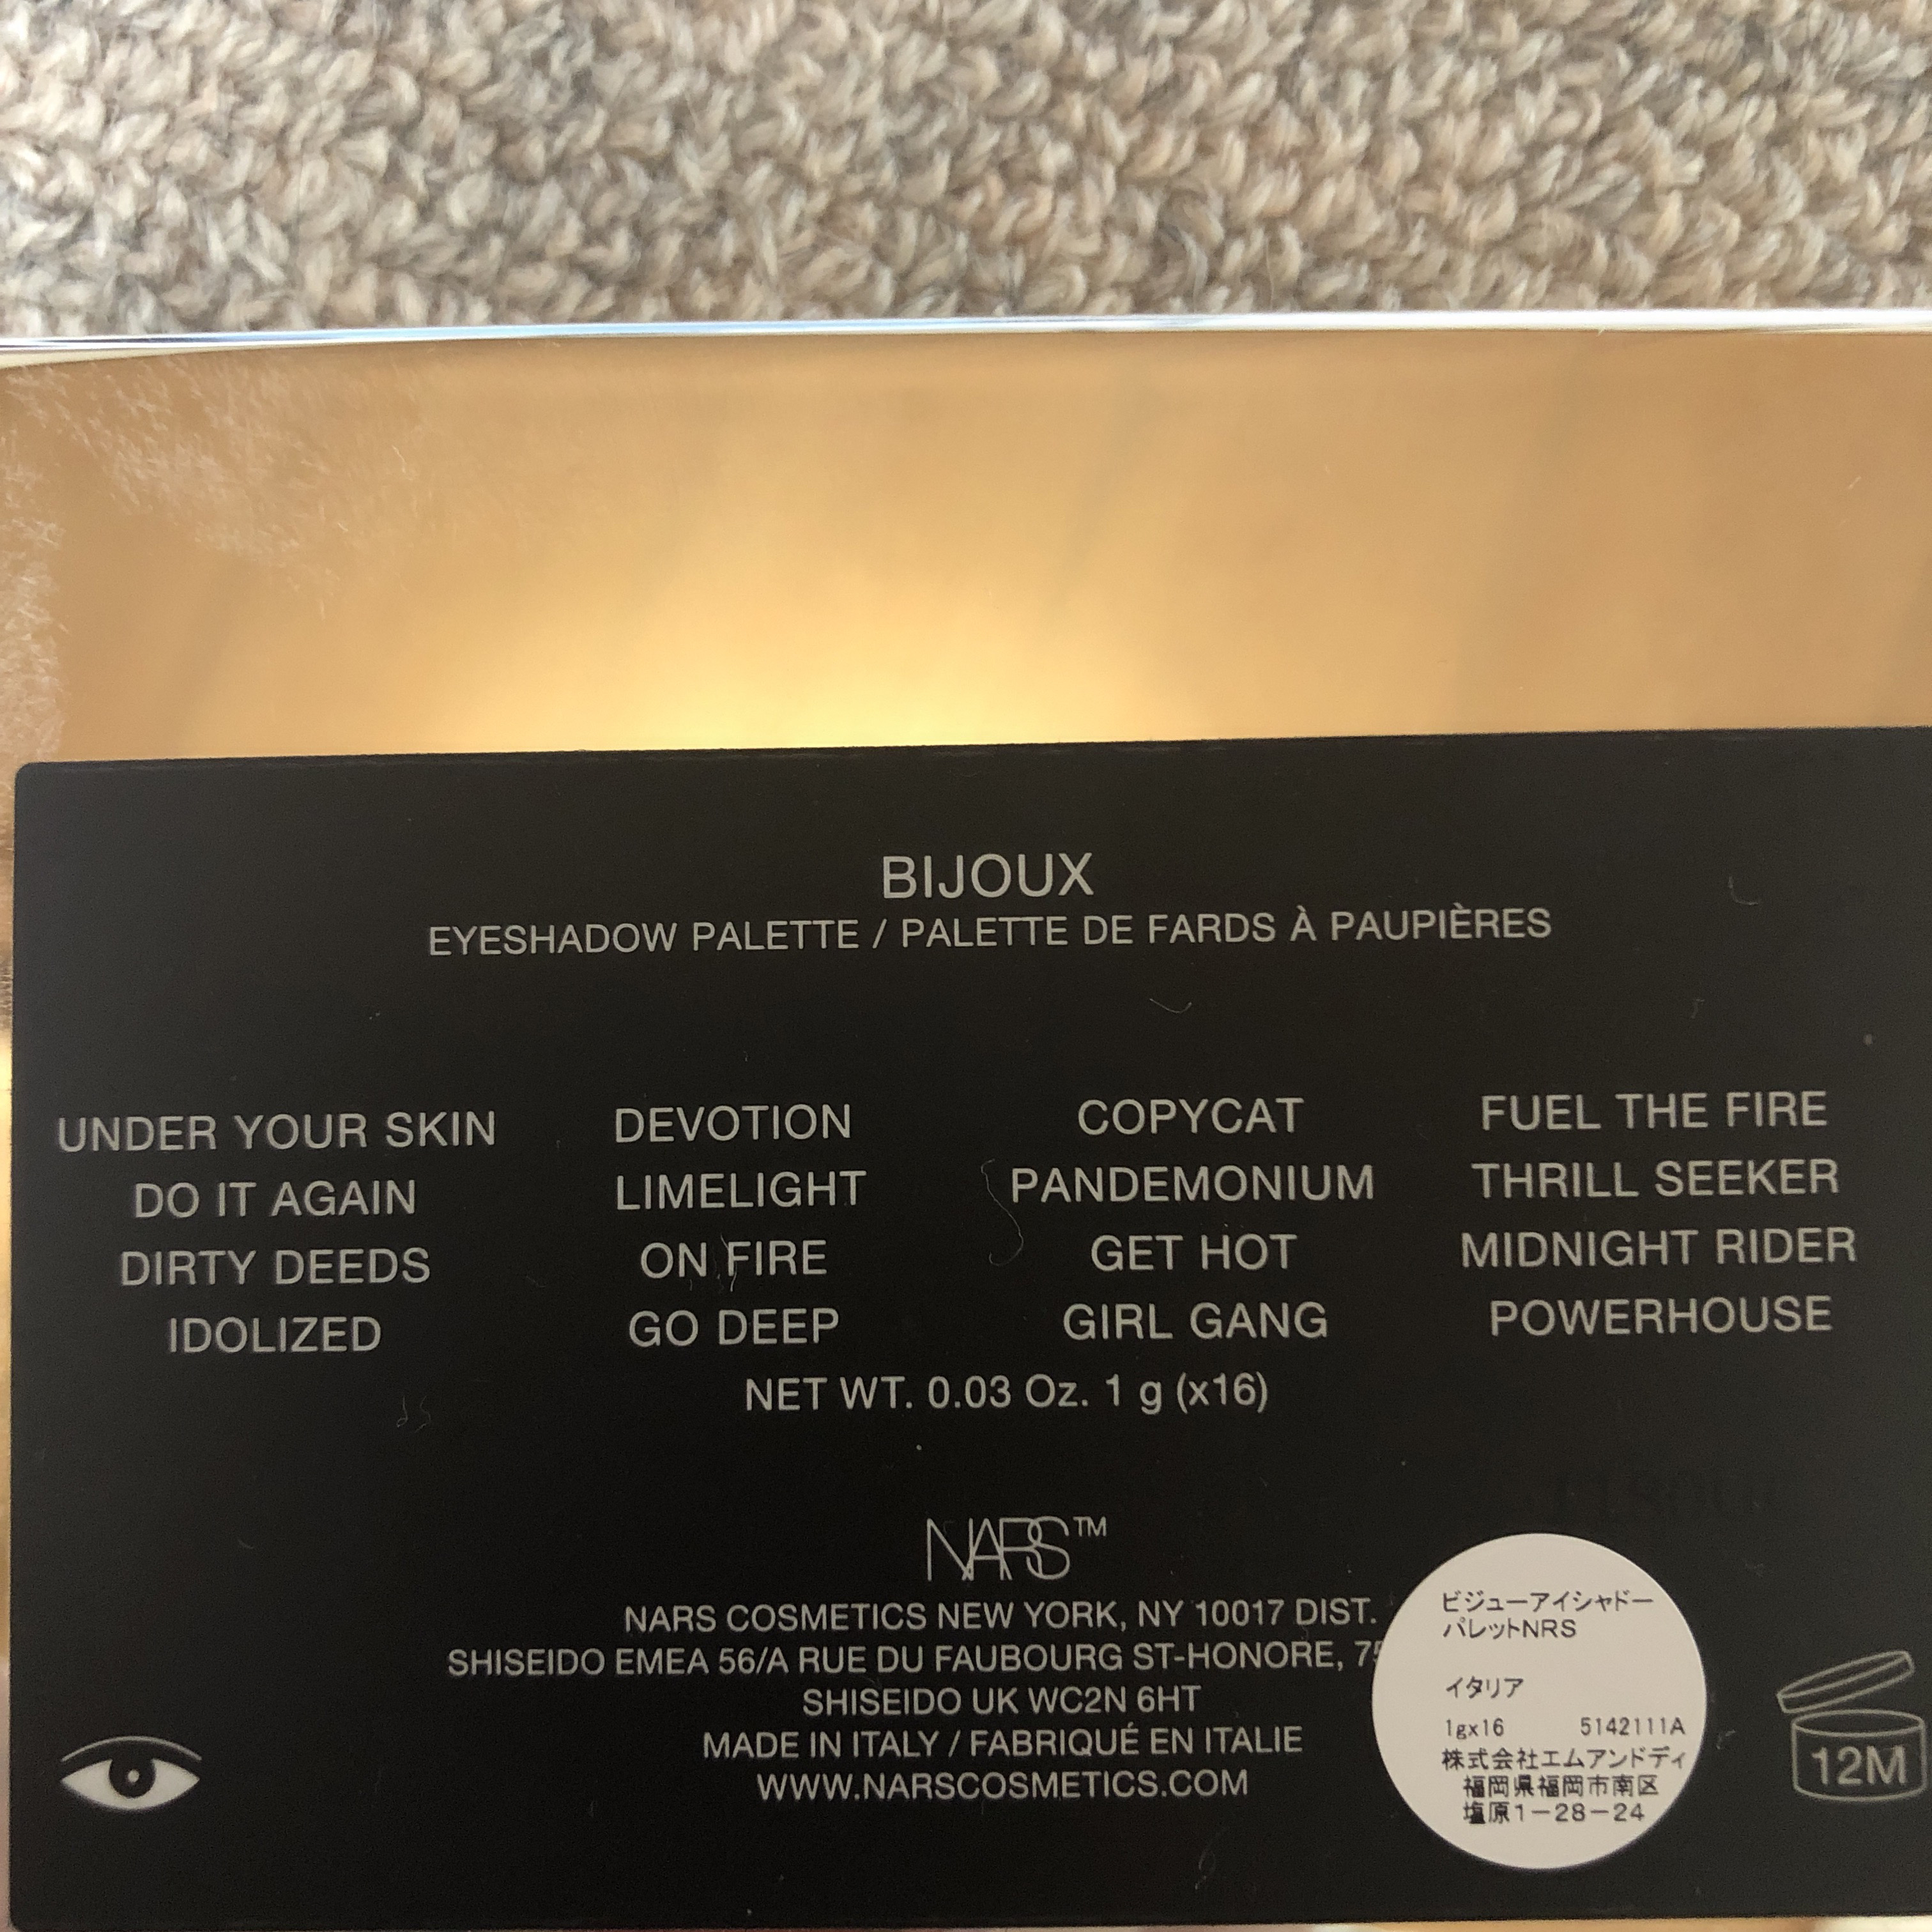 BIJOUX
EYESHADOW PALETTE / PALETTE DE FARDS À PAUPIÈRES
UNDER YOUR SKIN DEVOTION COPYCAT FUEL THE FIRE
DO IT AGAIN LIMELIGHT PANDEMONIUM THRILL SEEKER
DIRTY DEEDS ON FIRE GET HOT MIDNIGHT RIDER
IDOLIZED GO DEEP GIRL GANG POWERHOUSE
NET WT. 0.03 Oz. 1 g (x16)
NARS™
NARS COSMETICS NEW YORK, NY 10017 DIST.
SHISEIDO EMEA 56/A RUE DU FAUBOURG ST-HONORE,
SHISEIDO UK WC2N 6HT
MADE IN ITALY / FABRIQUÉ EN ITALIE
WWW.NARSCOSMETICS.COM
ビジューアイシャドー
パレットNRS
イタリア
1gx16 5142111A
株式会社エムアンドディ
福岡県福岡市南区
塩原1−28−24
12M